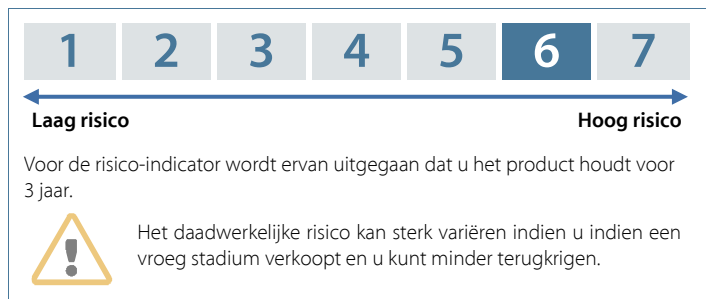 1 2 3 4 5 6 7
Laag risico Hoog risico
Voor de risico-indicator wordt ervan uitgegaan dat u het product houdt voor
3 jaar.
Het daadwerkelijke risico kan sterk variëren indien u indien een
vroeg stadium verkoopt en u kunt minder terugkrigen.